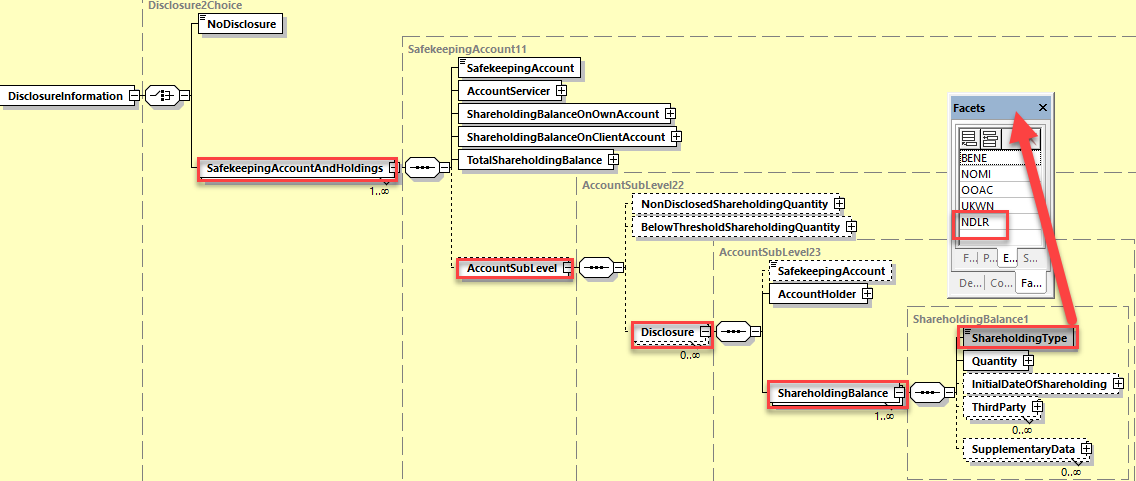 Disclosure2Choice
NoDisclosure
DisclosureInformation
SafekeepingAccount11
SafekeepingAccount
AccountServicer
ShareholdingBalanceOnOwnAccount
ShareholdingBalanceOnClientAccount
TotalShareholdingBalance
SafekeepingAccountAndHoldings
1..∞
AccountSubLevel22
NonDisclosedShareholdingQuantity
BelowThresholdShareholdingQuantity
AccountSubLevel
AccountSubLevel23
SafekeepingAccount
AccountHolder
Disclosure
0..∞
ShareholdingBalance
1..∞
ShareholdingBalance1
ShareholdingType
Quantity
InitialDateOfShareholding
ThirdParty
0..∞
SupplementaryData
0..∞
Facets
BENE
NOMI
OOAC
UKWN
NDLR
F... P... E... S...
De... Co... Fa...